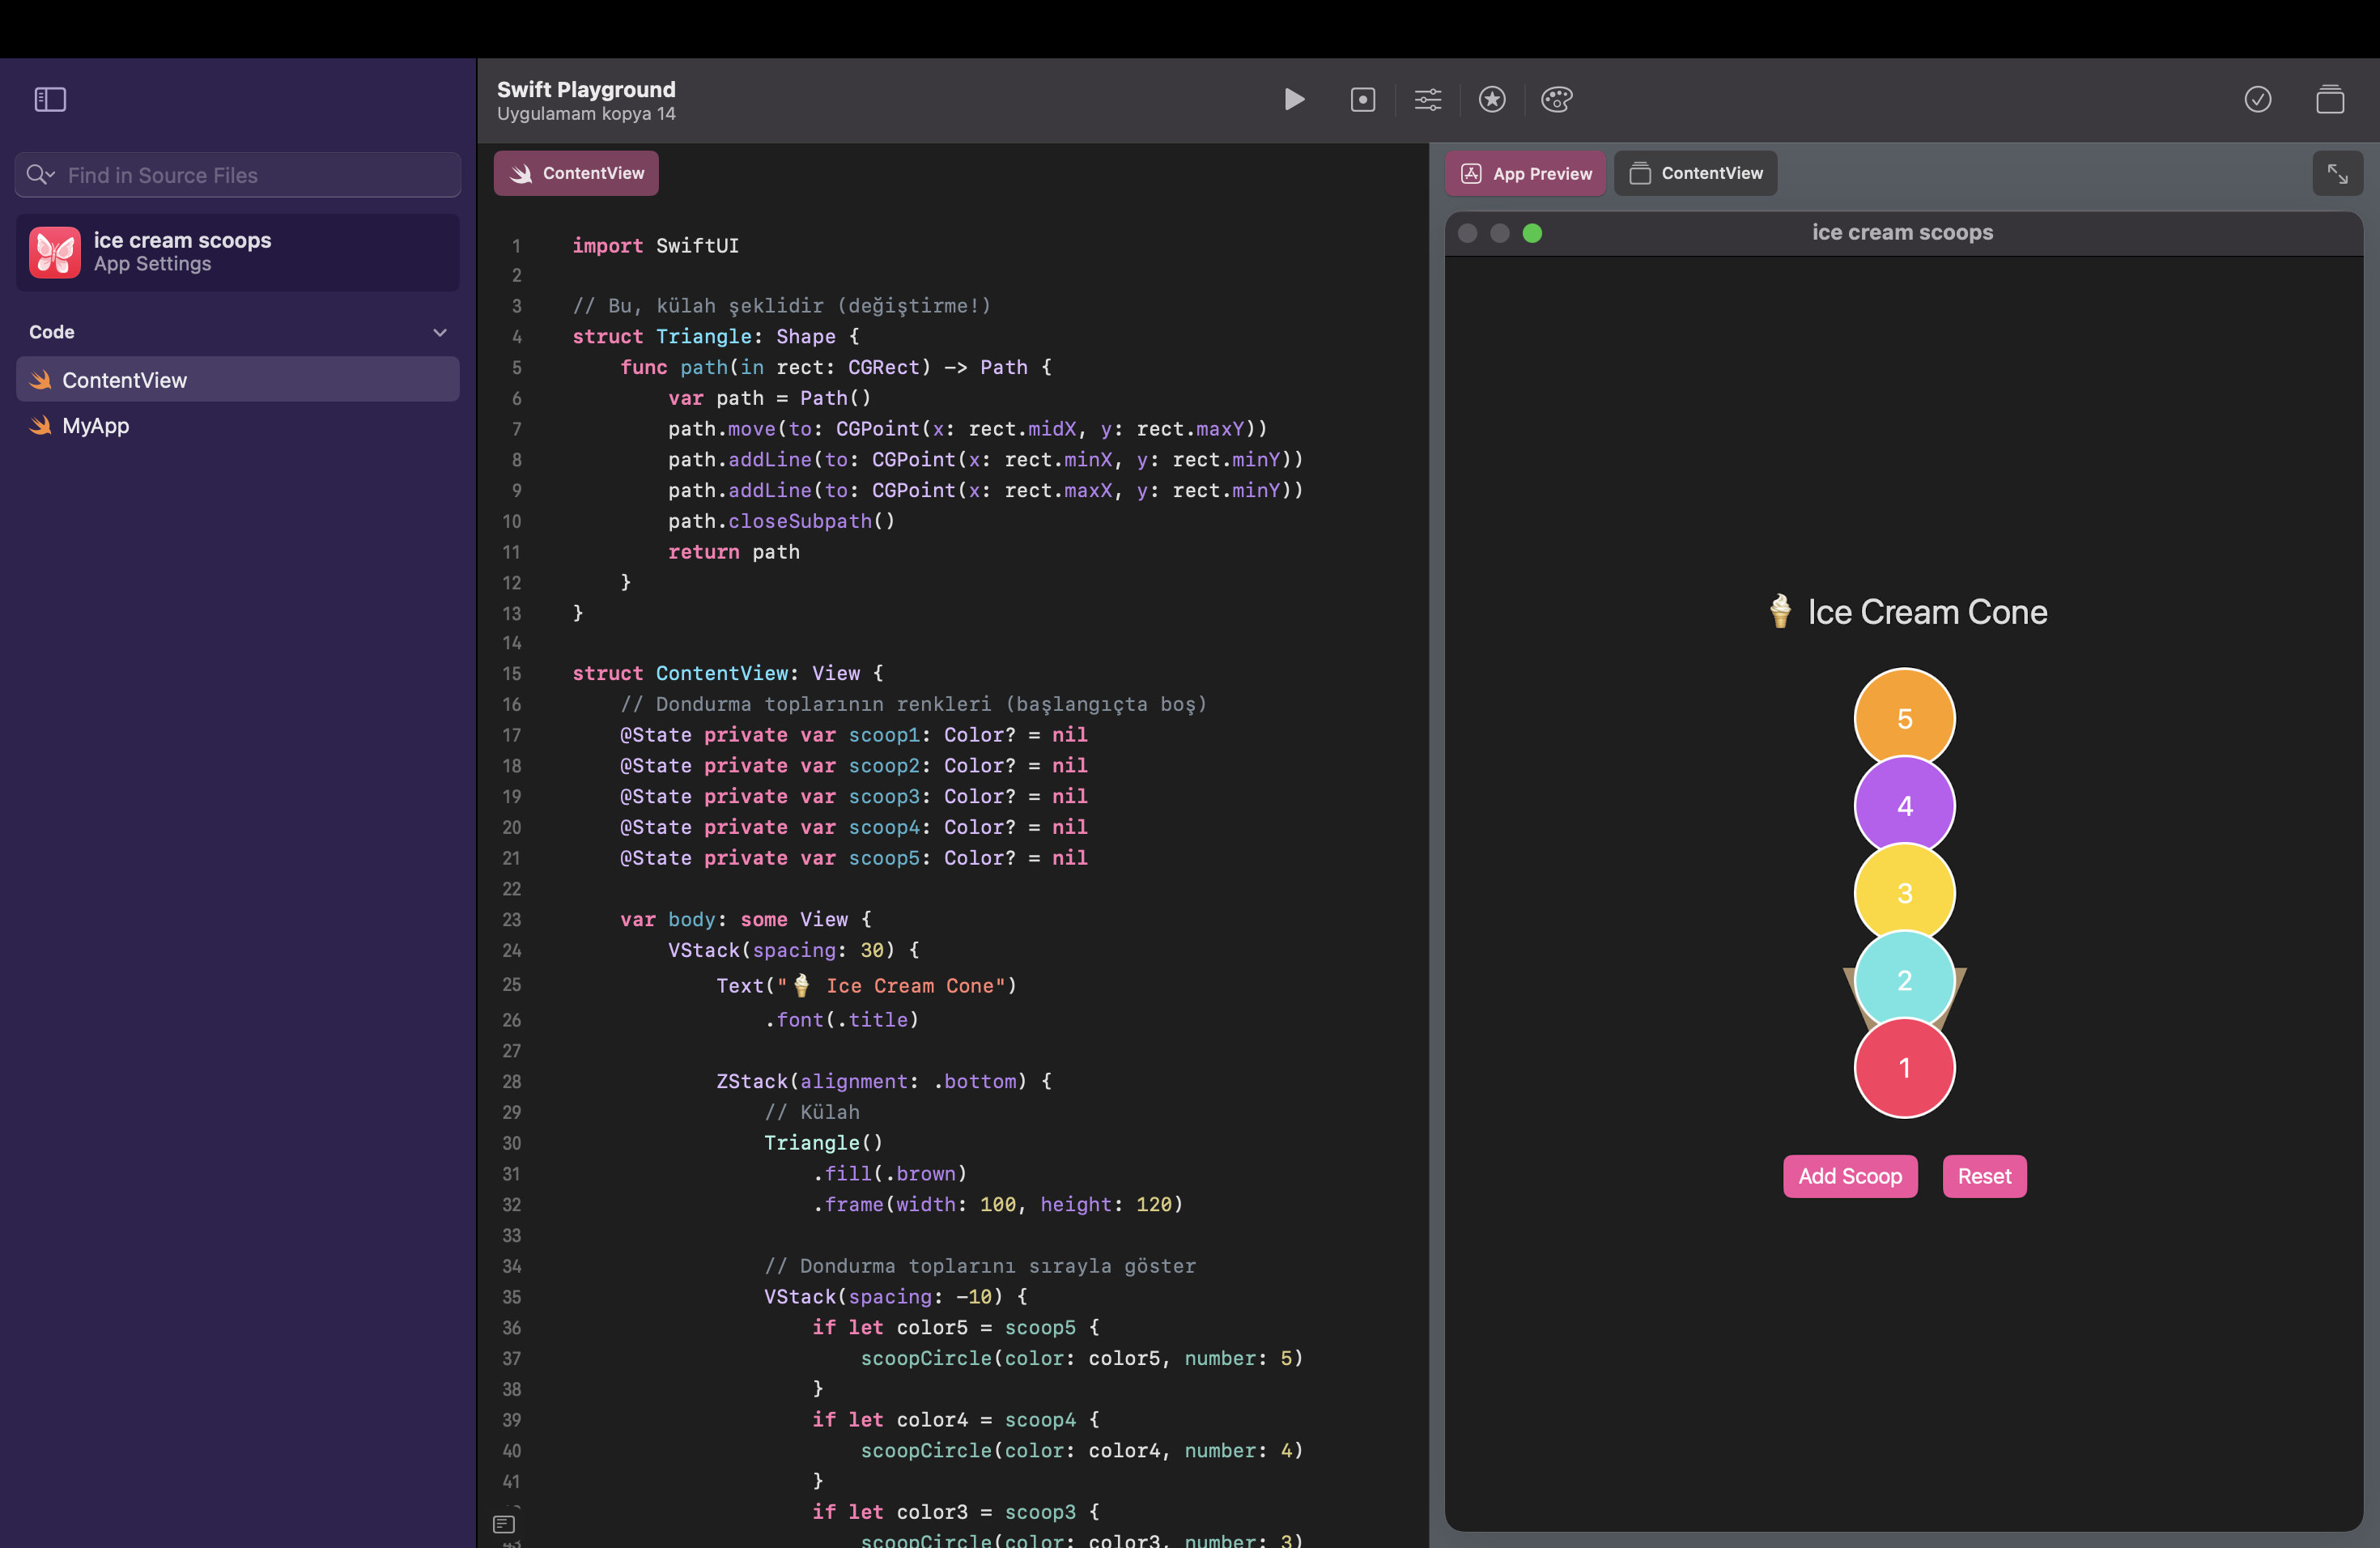 Swift Playground
Uygulamam kopya 14
Find in Source Files
ice cream scoops
App Settings
Code
ContentView
MyApp
ContentView
1 import SwiftUI
2
3 // Bu, külah şeklidir (değiştirme!)
4 struct Triangle: Shape {
5 func path(in rect: CGRect) -> Path {
6 var path = Path()
7 path.move(to: CGPoint(x: rect.midX, y: rect.maxY))
8 path.addLine(to: CGPoint(x: rect.minX, y: rect.minY))
9 path.addLine(to: CGPoint(x: rect.maxX, y: rect.minY))
10 path.closeSubpath()
11 return path
12 }
13 }
14
15 struct ContentView: View {
16 // Dondurma toplarının renkleri (başlangıçta boş)
17 @State private var scoop1: Color? = nil
18 @State private var scoop2: Color? = nil
19 @State private var scoop3: Color? = nil
20 @State private var scoop4: Color? = nil
21 @State private var scoop5: Color? = nil
22
23 var body: some View {
24 VStack(spacing: 30) {
25 Text("🍦 Ice Cream Cone")
26 .font(.title)
27
28 ZStack(alignment: .bottom) {
29 // Külah
30 Triangle()
31 .fill(.brown)
32 .frame(width: 100, height: 120)
33
34 // Dondurma toplarını sırayla göster
35 VStack(spacing: -10) {
36 if let color5 = scoop5 {
37 scoopCircle(color: color5, number: 5)
38 }
39 if let color4 = scoop4 {
40 scoopCircle(color: color4, number: 4)
41 }
if let color3 = scoop3 {
scoopCircle(color: color3, number: 3)
App Preview
ContentView
ice cream scoops
🍦 Ice Cream Cone
5
4
3
2
1
Add Scoop
Reset